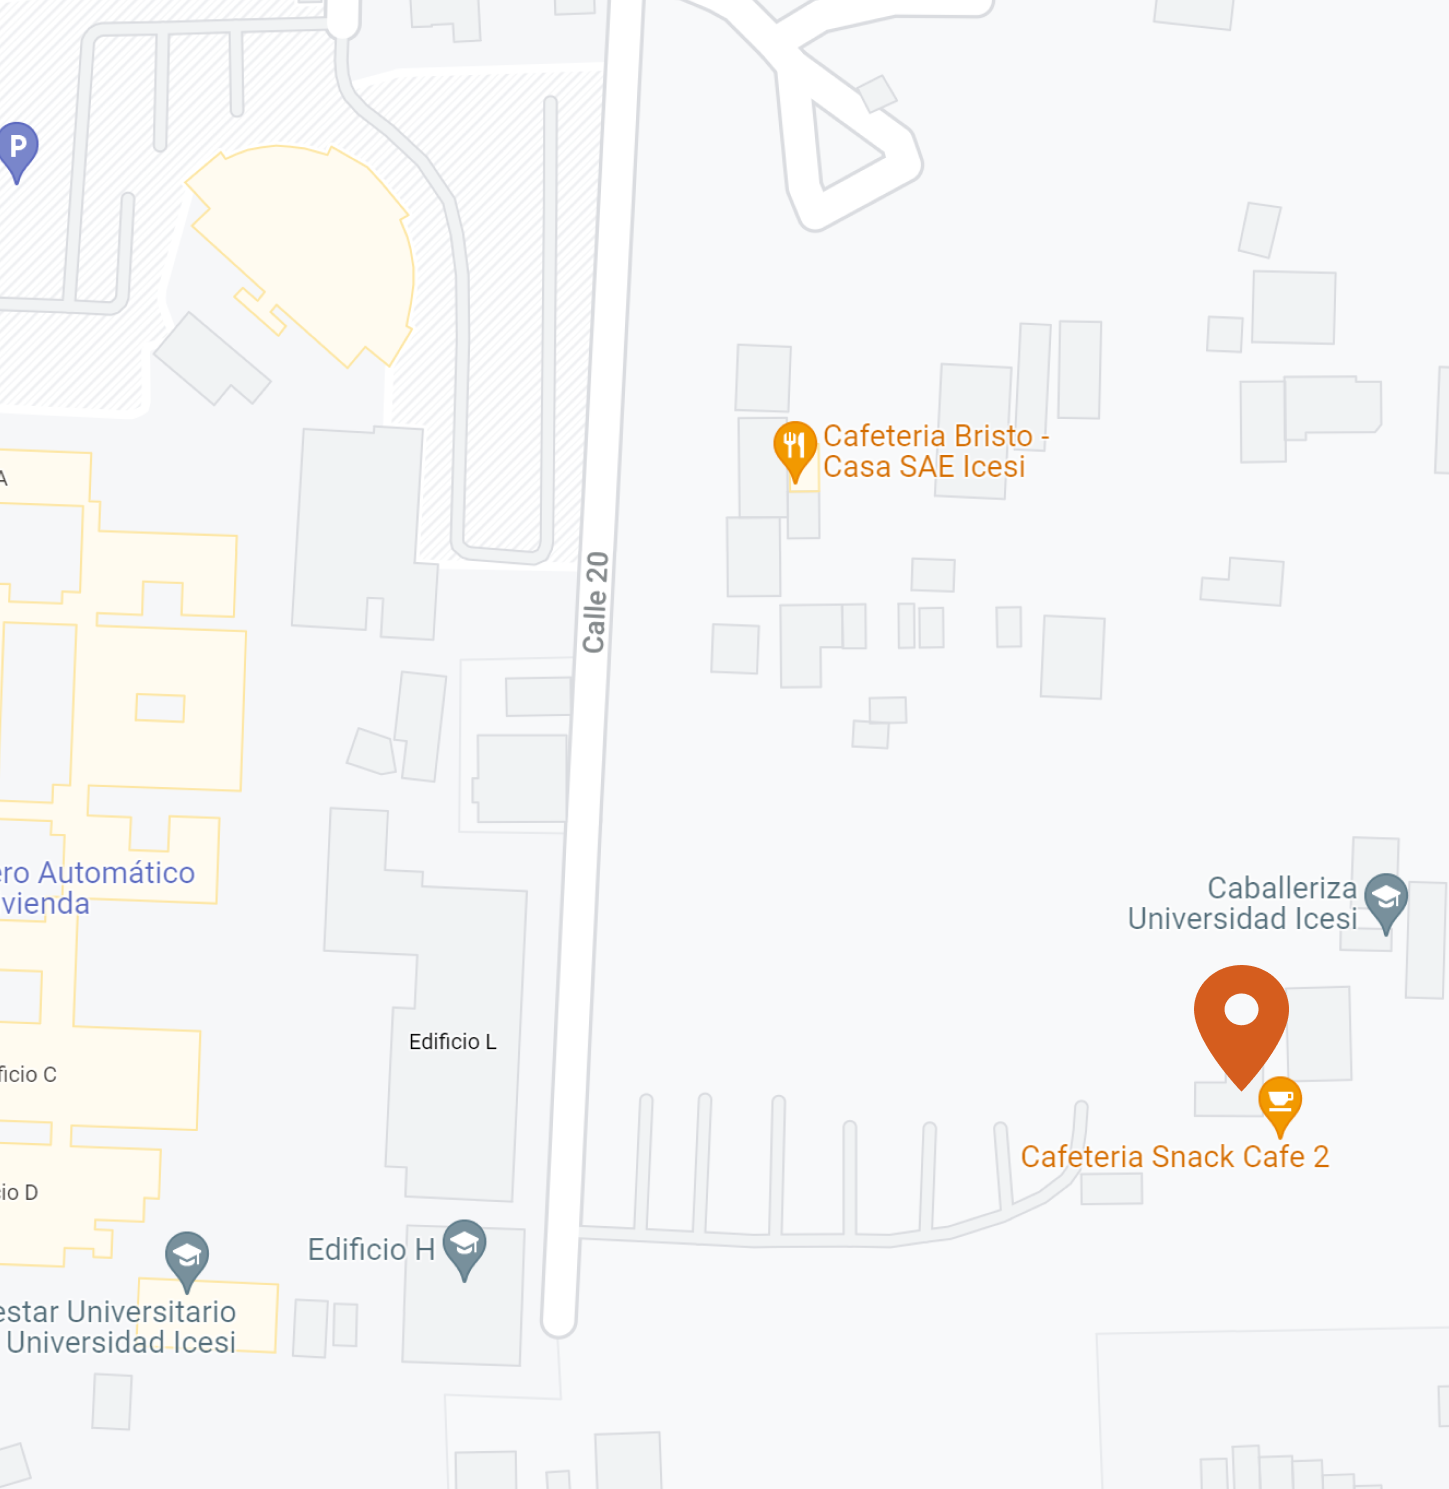 P
Cafeteria Bristo -
Casa SAE Icesi
A
Calle 20
ero Automático
vienda
Caballeriza
Universidad Icesi
Edificio L
ficio C
Cafeteria Snack Cafe 2
io D
Edificio H
estar Universitario
Universidad Icesi